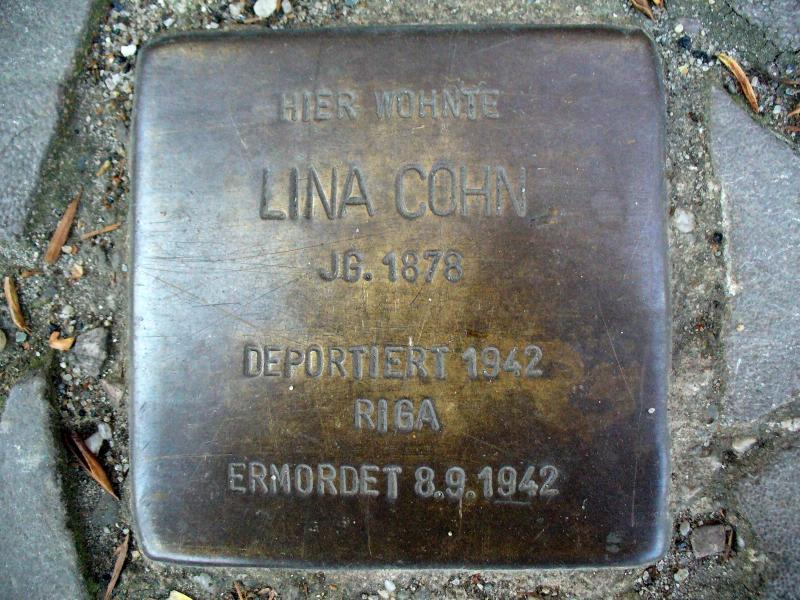 HIER WOHNTE
LINA COHN
JG. 1878
DEPORTIERT 1942
RIGA
ERMORDET 8.9.1942